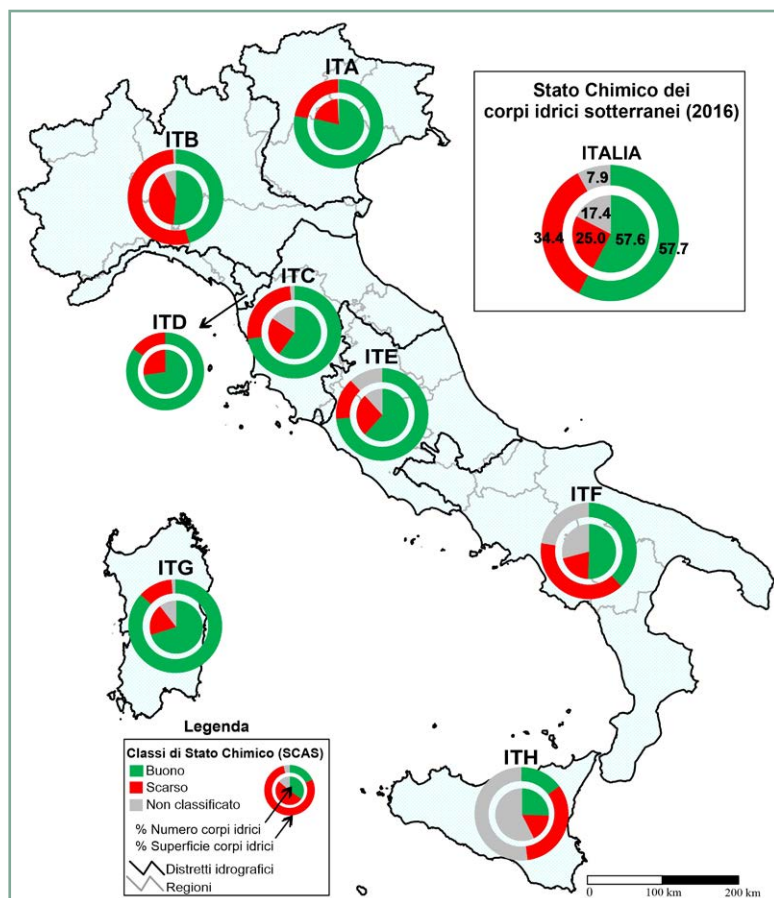 ITA
ITB
Stato Chimico dei
corpi idrici sotterranei (2016)
ITALIA
7.9
17.4
34.4
25.0
57.6
57.7
ITC
ITD
ITE
ITF
ITG
ITH
Legenda
Classi di Stato Chimico (SCAS)
Buono
Scarso
Non classificato
% Numero corpi idrici
% Superficie corpi idrici
Distretti idrografici
Regioni
0 100 km 200 km